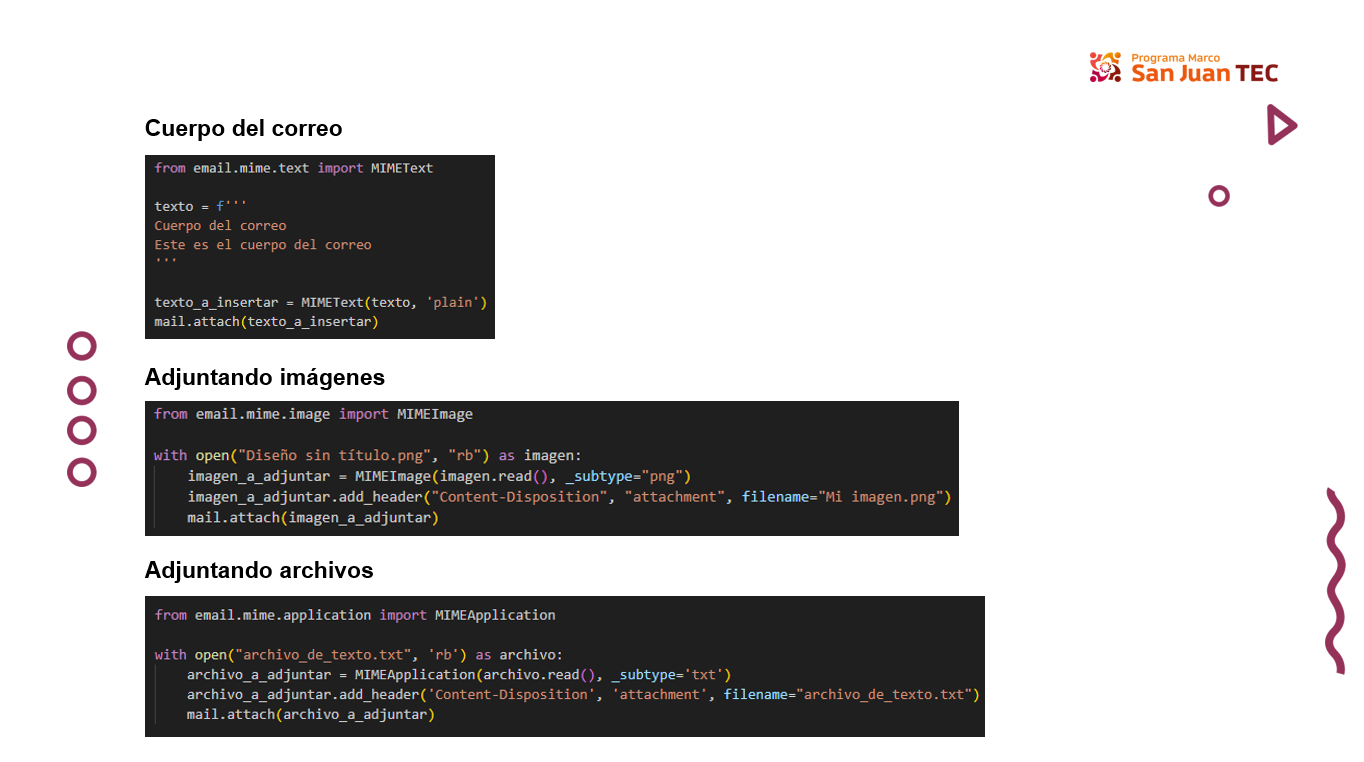 Programa Marco
San Juan TEC
Cuerpo del correo
from email.mime.text import MIMEText
texto = f'''
Cuerpo del correo
Este es el cuerpo del correo
'''
texto_a_insertar = MIMEText(texto, 'plain')
mail.attach(texto_a_insertar)
Adjuntando imágenes
from email.mime.image import MIMEImage
with open("Diseño sin título.png", "rb") as imagen:
    imagen_a_adjuntar = MIMEImage(imagen.read(), _subtype="png")
    imagen_a_adjuntar.add_header("Content-Disposition", "attachment", filename="Mi imagen.png")
    mail.attach(imagen_a_adjuntar)
Adjuntando archivos
from email.mime.application import MIMEApplication
with open("archivo_de_texto.txt", 'rb') as archivo:
    archivo_a_adjuntar = MIMEApplication(archivo.read(), _subtype='txt')
    archivo_a_adjuntar.add_header('Content-Disposition', 'attachment', filename="archivo_de_texto.txt")
    mail.attach(archivo_a_adjuntar)